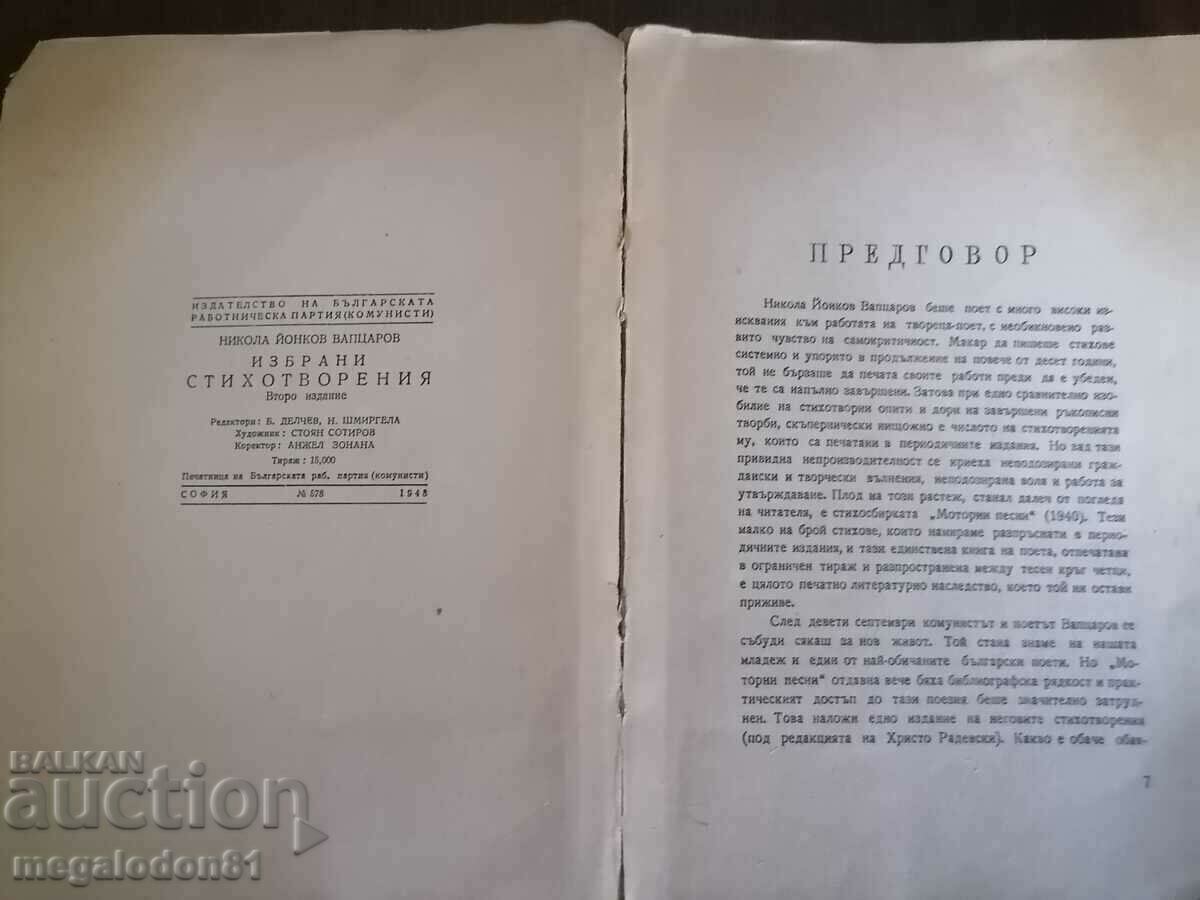 ИЗДАТЕЛСТВО НА БЪЛГАРСКАТА
РАБОТНИЧЕСКА ПАРТИЯ (КОМУНИСТИ)
НИКОЛА ЙОНКОВ ВАПЦАРОВ
ИЗБРАНИ
СТИХОТВОРЕНИЯ
Второ издание
Редактори: Б. ДЕЛЧЕВ, Н. ШМИРГЕЛА
Художник: СТОЯН СОТИРОВ
Коректор: АНЖЕЛ ЗОНАНА
Тираж: 15,000
Печатница на Българската раб. партия (комунисти)
СОФИЯ № 578 1948
ПРЕДГОВОР
Никола Йонков Вапцаров беше поет с много високи из-
исквания към работата на твореца-поет, с необикновено раз-
вито чувство на самокритичност. Макар да пишеше стихове
системно и упорито в продължение на повече от десет години,
той не бързаше да печата своите работи преди да е убеден,
че те са напълно завършени. Затова при едно сравнително изо-
билие на стихотворни опити и дори на завършени ръкописни
творби, скъпернически нищожно е числото на стихотворенията
му, които са печатани в периодичните издания. Но зад тази
привидна непроизводителност се криеха неподозирани граж-
дански и творчески вълнения, неподозирана воля и работа за
утвърждаване. Плод на този растеж, станал далеч от погледа
на читателя, е стихосбирката „Моторни песни“ (1940). Тези
малко на брой стихове, които намираме разпръснати в перио-
дичните издания, и тази единствена книга на поета, отпечатана
в ограничен тираж и разпространена между тесен кръг четци,
е цялото печатно литературно наследство, което той ни остави
приживе.
След девети септември комунистът и поетът Вапцаров се
събуди сякаш за нов живот. Той стана знаме на нашата
младеж и един от най-обичаните български поети. Но „Мо-
торни песни“ отдавна вече бяха библиографска рядкост и прак-
тическият достъп до тази поезия беше значително затруд-
нен. Това наложи едно издание на неговите стихотворения
(под редакцията на Христо Радевски). Какво е обаче обая-
7
BALKAN
auction
megalodon81